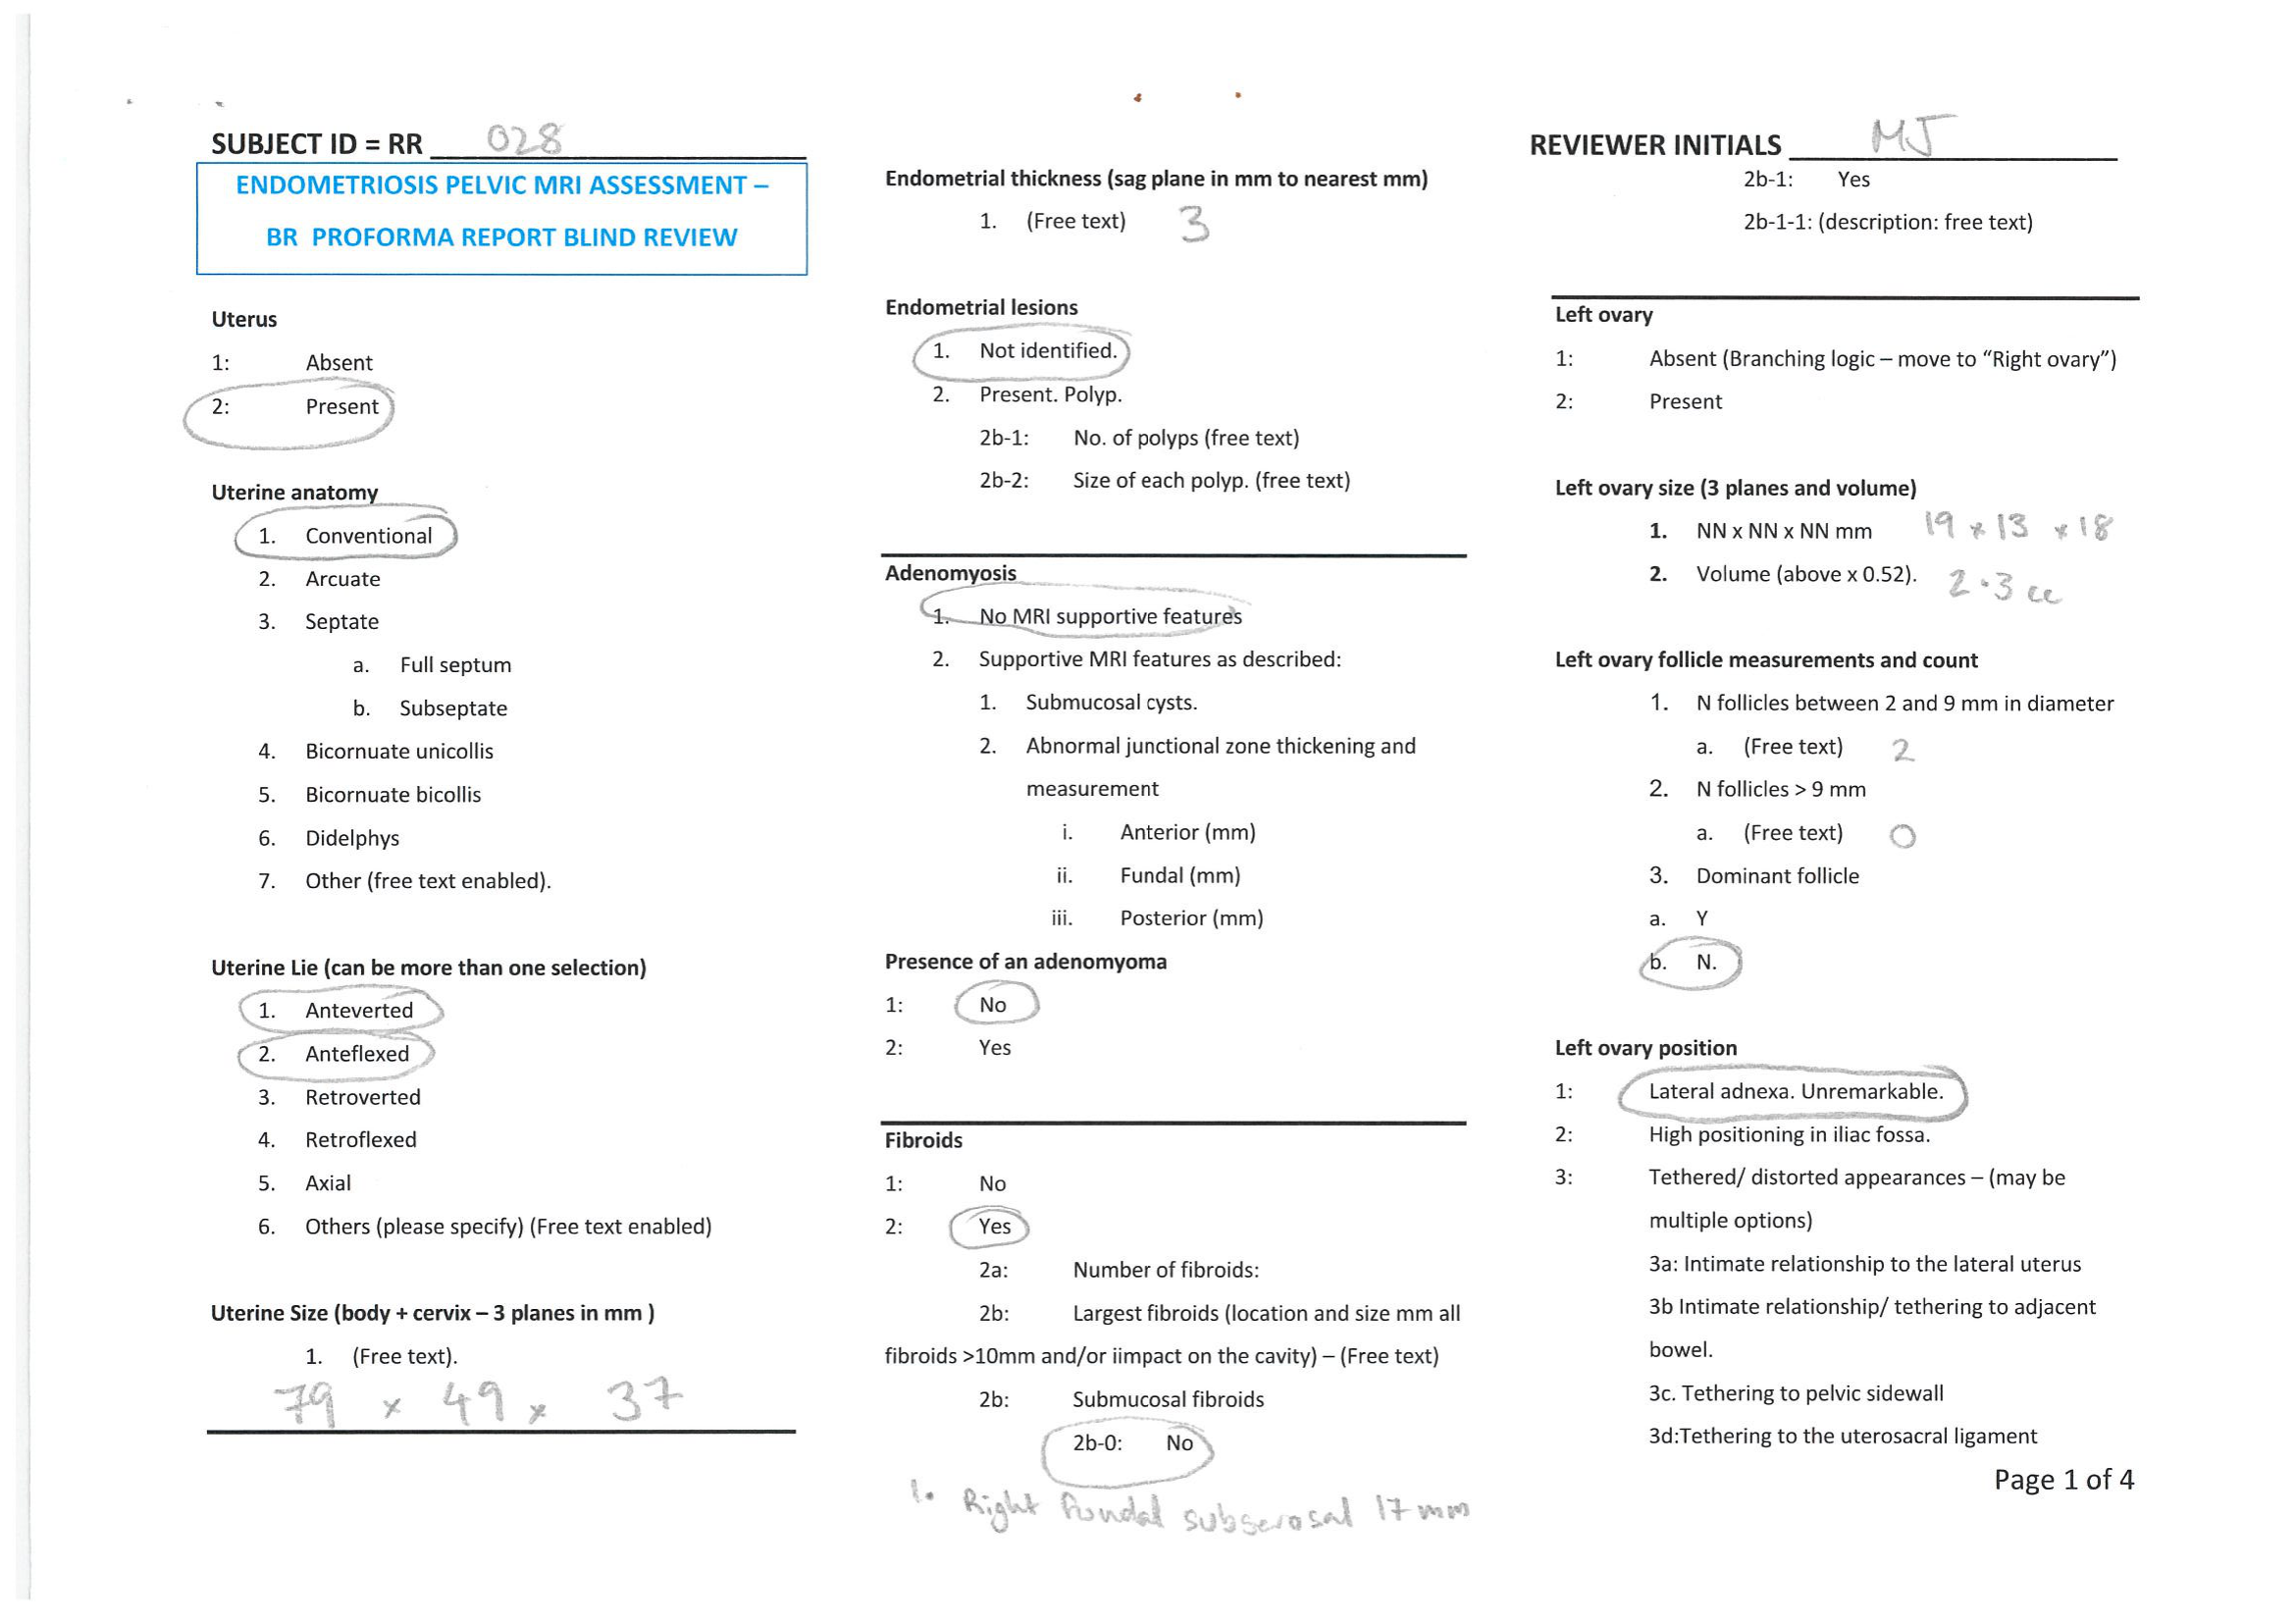 SUBJECT ID = RR 028
ENDOMETRIOSIS PELVIC MRI ASSESSMENT –
BR PROFORMA REPORT BLIND REVIEW
Uterus
1: Absent
2: Present
Uterine anatomy
1. Conventional
2. Arcuate
3. Septate
a. Full septum
b. Subseptate
4. Bicornuate unicollis
5. Bicornuate bicollis
6. Didelphys
7. Other (free text enabled).
Uterine Lie (can be more than one selection)
1. Anteverted
2. Anteflexed
3. Retroverted
4. Retroflexed
5. Axial
6. Others (please specify) (Free text enabled)
Uterine Size (body + cervix – 3 planes in mm )
1. (Free text).
79 x 49 x 37
Endometrial thickness (sag plane in mm to nearest mm)
1. (Free text) 3
Endometrial lesions
1. Not identified.
2. Present. Polyp.
2b-1: No. of polyps (free text)
2b-2: Size of each polyp. (free text)
Adenomyosis
1. No MRI supportive features
2. Supportive MRI features as described:
1. Submucosal cysts.
2. Abnormal junctional zone thickening and
measurement
i. Anterior (mm)
ii. Fundal (mm)
iii. Posterior (mm)
Presence of an adenomyoma
1: No
2: Yes
Fibroids
1: No
2: Yes
2a: Number of fibroids:
2b: Largest fibroids (location and size mm all
fibroids >10mm and/or iimpact on the cavity) – (Free text)
2b: Submucosal fibroids
2b-0: No
1. Right fundal subserosal 17 mm
REVIEWER INITIALS MJ
2b-1: Yes
2b-1-1: (description: free text)
Left ovary
1: Absent (Branching logic – move to “Right ovary”)
2: Present
Left ovary size (3 planes and volume)
1. NN x NN x NN mm 19 x 13 x 18
2. Volume (above x 0.52). 2.3 cc
Left ovary follicle measurements and count
1. N follicles between 2 and 9 mm in diameter
a. (Free text) 2
2. N follicles > 9 mm
a. (Free text) 0
3. Dominant follicle
a. Y
b. N.
Left ovary position
1: Lateral adnexa. Unremarkable.
2: High positioning in iliac fossa.
3: Tethered/ distorted appearances – (may be
multiple options)
3a: Intimate relationship to the lateral uterus
3b Intimate relationship/ tethering to adjacent
bowel.
3c. Tethering to pelvic sidewall
3d:Tethering to the uterosacral ligament
Page 1 of 4